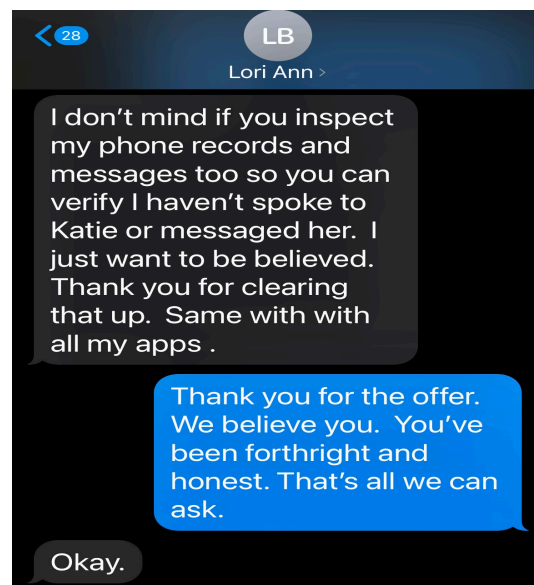 28
LB
Lori Ann >
I don’t mind if you inspect
my phone records and
messages too so you can
verify I haven’t spoke to
Katie or messaged her.  I
just want to be believed.
Thank you for clearing
that up.  Same with with
all my apps .
Thank you for the offer.
We believe you.  You’ve
been forthright and
honest. That’s all we can
ask.
Okay.